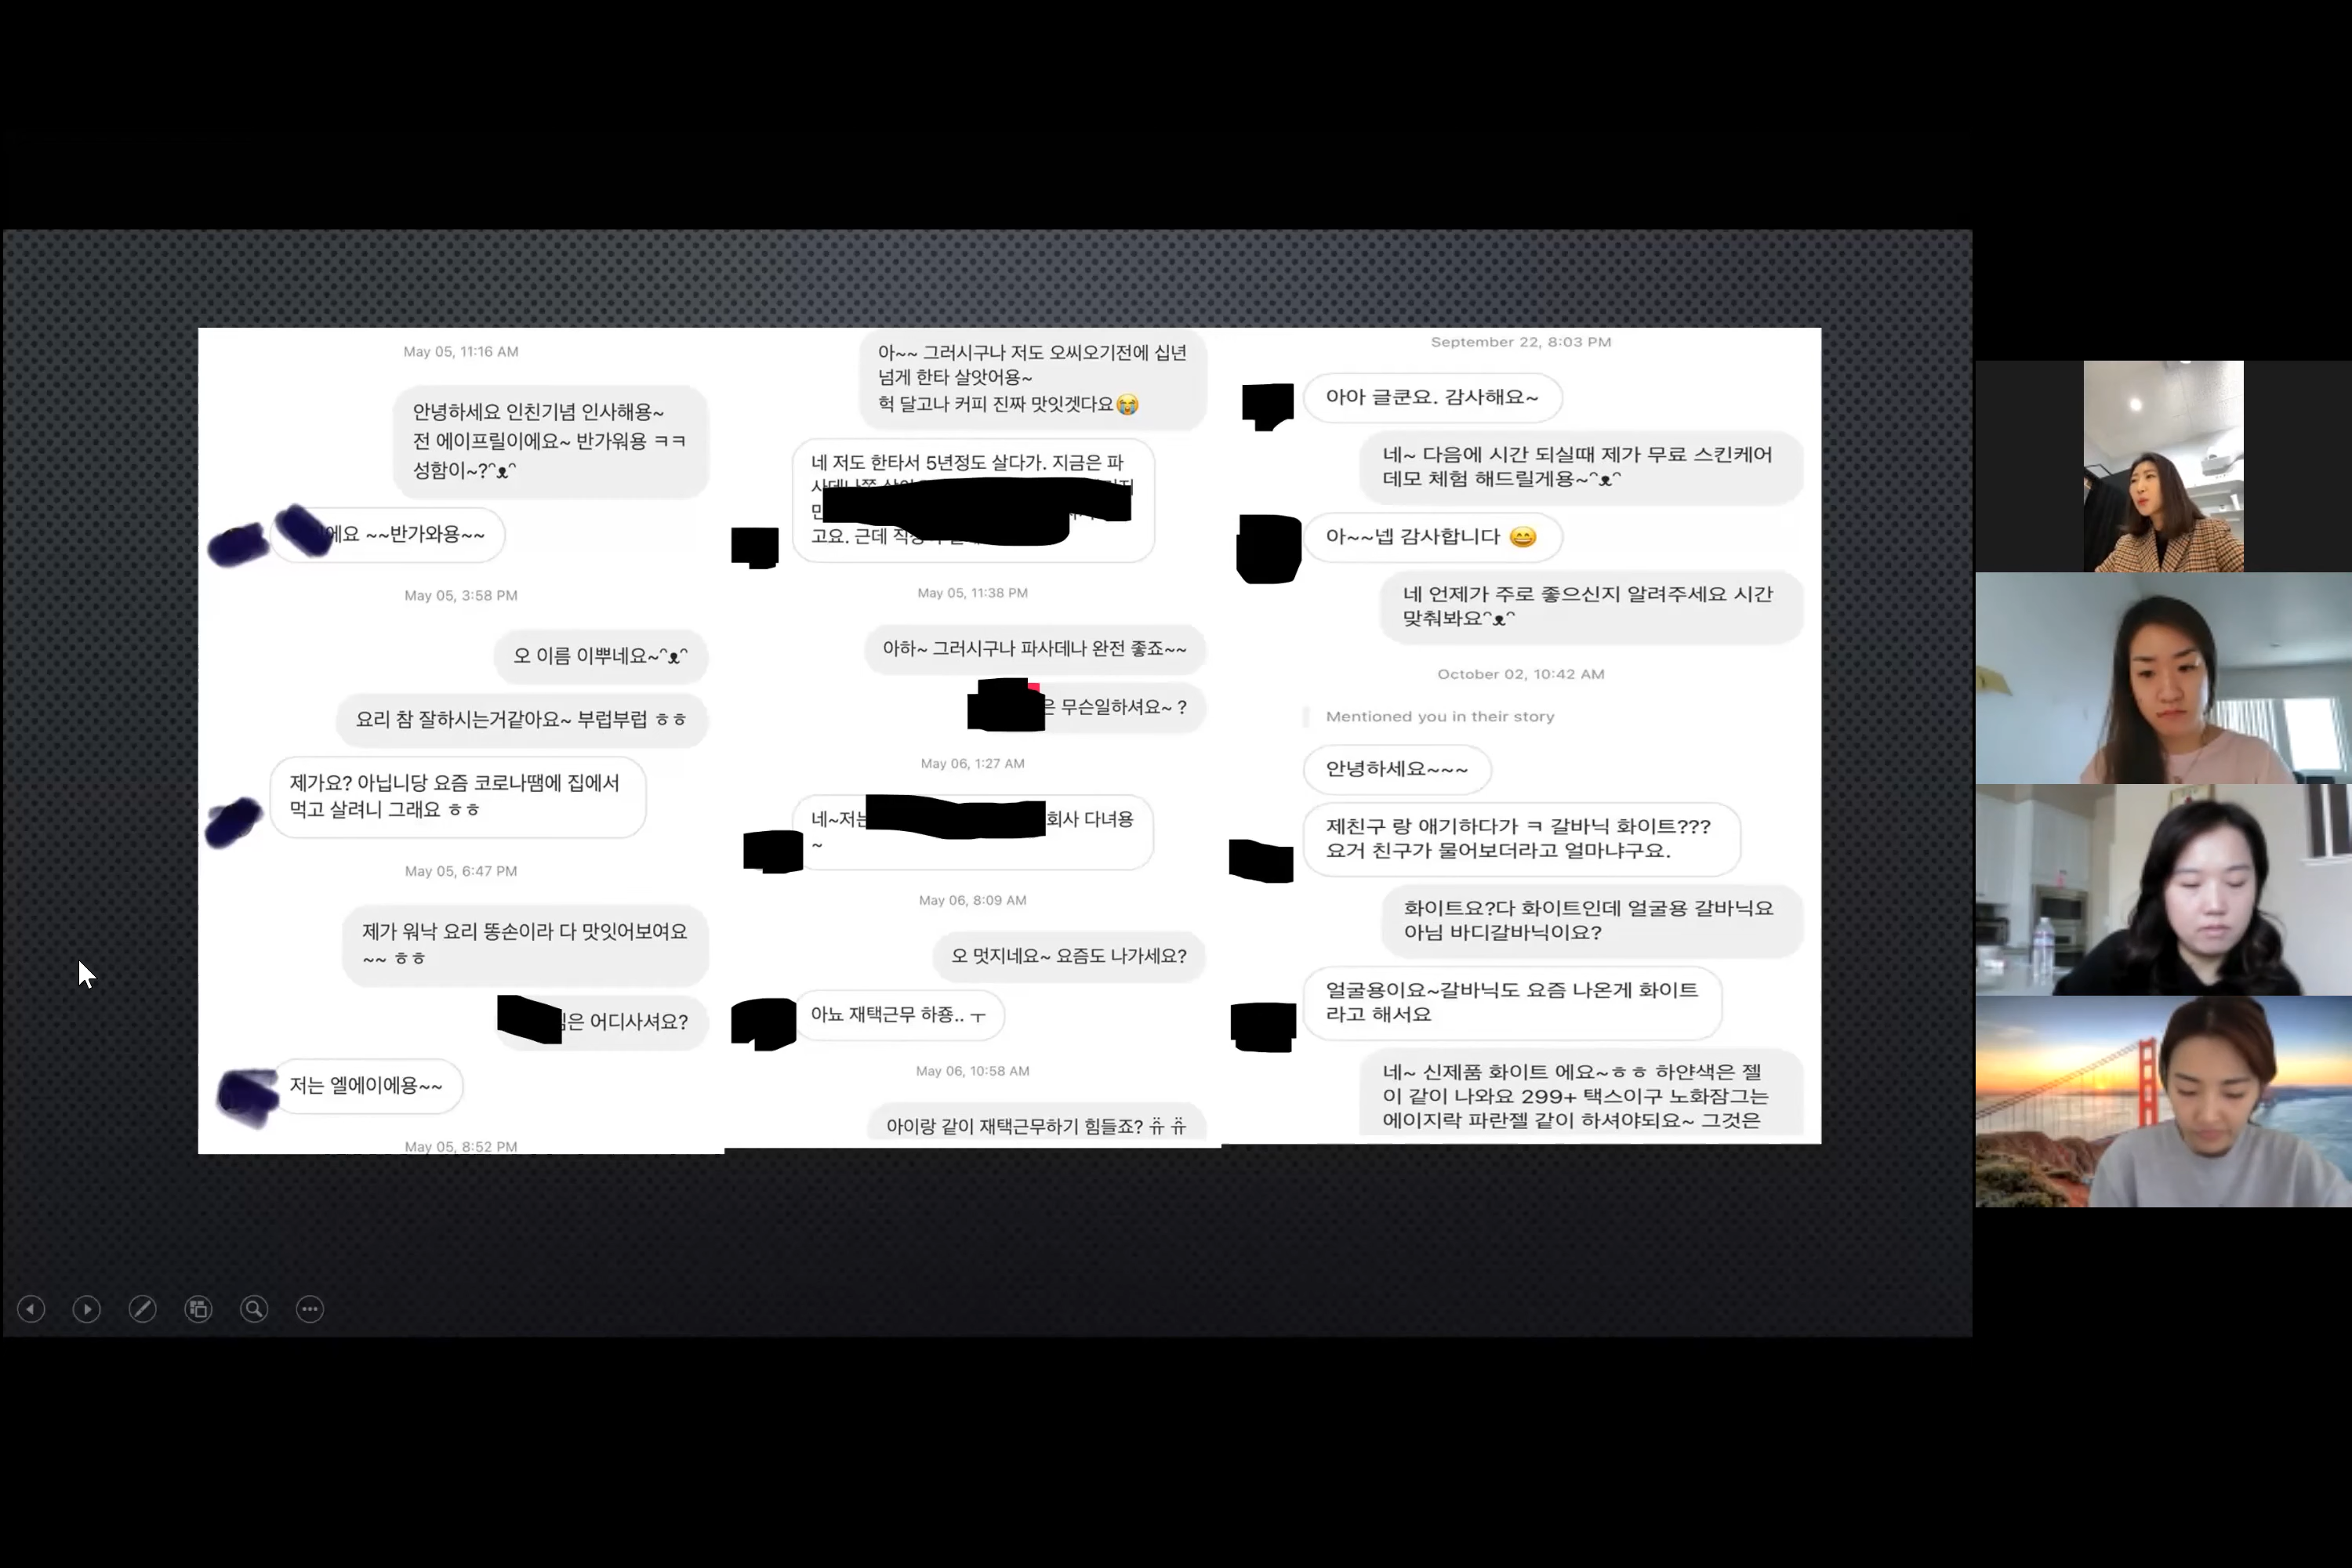 May 05, 11:16 AM
안녕하세요 인친기념 인사해용~
전 에이프릴이에요~ 반가워용 ㅋㅋ
성함이~?ᵔᴥᵔ
에요 ~~반가와용~~
May 05, 3:58 PM
오 이름 이뿌네요~ᵔᴥᵔ
요리 참 잘하시는거같아요~ 부럽부럽 ㅎㅎ
제가요? 아닙니당 요즘 코로나땜에 집에서
먹고 살려니 그래요 ㅎㅎ
May 05, 6:47 PM
제가 워낙 요리 똥손이라 다 맛잇어보여요
~~ ㅎㅎ
은 어디사셔요?
저는 엘에이에용~~
May 05, 8:52 PM
아~~ 그러시구나 저도 오씨오기전에 십년
넘게 한타 살앗어용~
헉 달고나 커피 진짜 맛잇겟다요😭
네 저도 한타서 5년정도 살다가. 지금은 파
고요. 근데
May 05, 11:38 PM
아하~ 그러시구나 파사데나 완전 좋죠~~
은 무슨일하셔요~ ?
May 06, 1:27 AM
네~저는 회사 다녀용
~
May 06, 8:09 AM
오 멋지네요~ 요즘도 나가세요?
아뇨 재택근무 하죵.. ㅜ
May 06, 10:58 AM
아이랑 같이 재택근무하기 힘들죠? ㅠ ㅠ
September 22, 8:03 PM
아아 글쿤요. 감사해요~
네~ 다음에 시간 되실때 제가 무료 스킨케어
데모 체험 해드릴게용~ᵔᴥᵔ
아~~넵 감사합니다 😄
네 언제가 주로 좋으신지 알려주세요 시간
맞춰봐요ᵔᴥᵔ
October 02, 10:42 AM
Mentioned you in their story
안녕하세요~~~
제친구 랑 얘기하다가 ㅋ 갈바닉 화이트???
요거 친구가 물어보더라고 얼마냐구요.
화이트요?다 화이트인데 얼굴용 갈바닉요
아님 바디갈바닉이요?
얼굴용이요~갈바닉도 요즘 나온게 화이트
라고 해서요
네~ 신제품 화이트 에요~ㅎㅎ 하얀색은 젤
이 같이 나와요 299+ 택스이구 노화잠그는
에이지락 파란젤 같이 하셔야되요~ 그것은